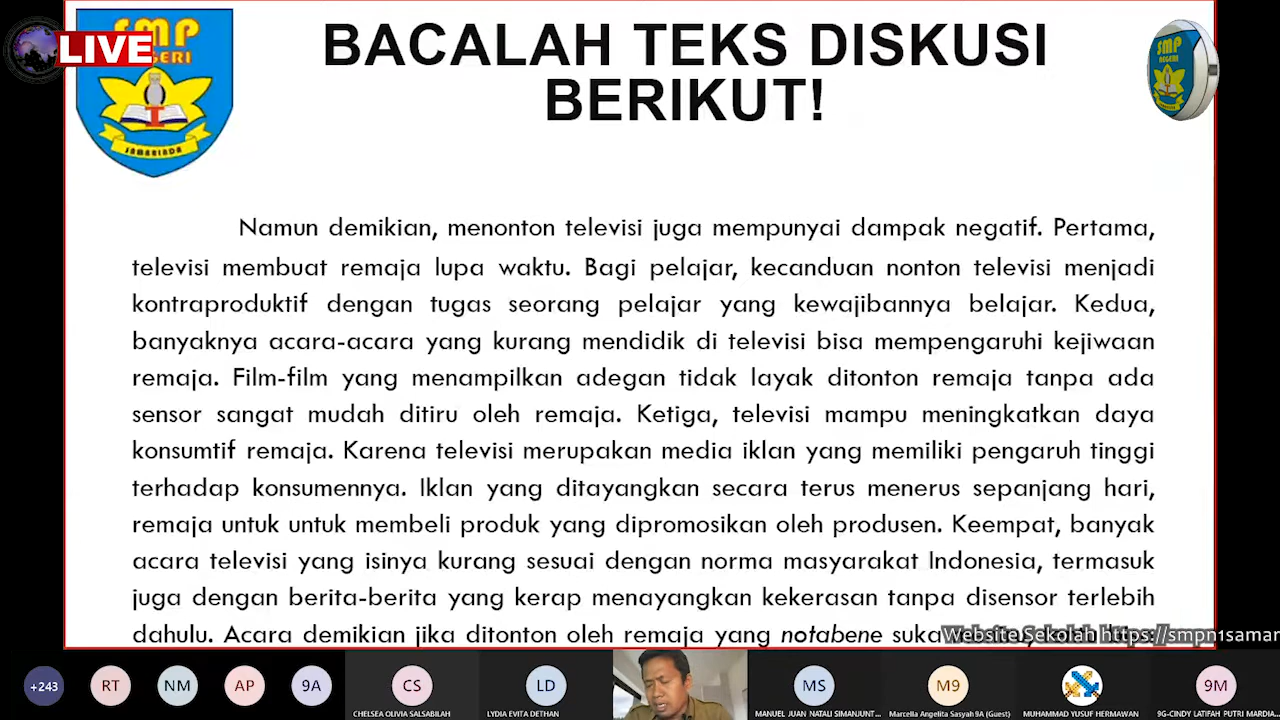 LIVE
SMP
NEGERI
SAMARINDA
BACALAH TEKS DISKUSI
BERIKUT!
SMP
NEGERI
Namun demikian, menonton televisi juga mempunyai dampak negatif. Pertama,
televisi membuat remaja lupa waktu. Bagi pelajar, kecanduan nonton televisi menjadi
kontraproduktif dengan tugas seorang pelajar yang kewajibannya belajar. Kedua,
banyaknya acara-acara yang kurang mendidik di televisi bisa mempengaruhi kejiwaan
remaja. Film-film yang menampilkan adegan tidak layak ditonton remaja tanpa ada
sensor sangat mudah ditiru oleh remaja. Ketiga, televisi mampu meningkatkan daya
konsumtif remaja. Karena televisi merupakan media iklan yang memiliki pengaruh tinggi
terhadap konsumennya. Iklan yang ditayangkan secara terus menerus sepanjang hari,
remaja untuk untuk membeli produk yang dipromosikan oleh produsen. Keempat, banyak
acara televisi yang isinya kurang sesuai dengan norma masyarakat Indonesia, termasuk
juga dengan berita-berita yang kerap menayangkan kekerasan tanpa disensor terlebih
dahulu. Acara demikian jika ditonton oleh remaja yang notabene suka
Website Sekolah https://smpn1samar
+243
RT
NM
AP
9A
CS
LD
MS
M9
9M
CHELSEA OLIVIA SALSABILAH
LYDIA EVITA DETHAN
MANUEL JUAN NATALI SIMANJUNT...
Marcella Angelita Sasyah 9A (Guest)
MUHAMMAD YUSUF HERMAWAN
9G-CINDY LATIFAH PUTRI MARDIA...